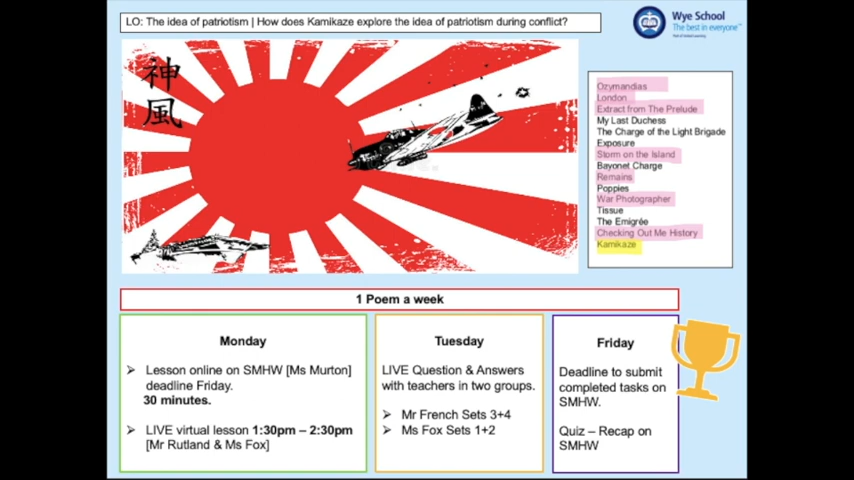 LO: The idea of patriotism | How does Kamikaze explore the idea of patriotism during conflict?
Wye School
The best in everyone™
Part of United Learning
神
風
Ozymandias
London
Extract from The Prelude
My Last Duchess
The Charge of the Light Brigade
Exposure
Storm on the Island
Bayonet Charge
Remains
Poppies
War Photographer
Tissue
The Emigrée
Checking Out Me History
Kamikaze
1 Poem a week
Monday
Lesson online on SMHW [Ms Murton]
deadline Friday.
30 minutes.
LIVE virtual lesson 1:30pm – 2:30pm
[Mr Rutland & Ms Fox]
Tuesday
LIVE Question & Answers
with teachers in two groups.
Mr French Sets 3+4
Ms Fox Sets 1+2
Friday
Deadline to submit
completed tasks on
SMHW.
Quiz – Recap on
SMHW